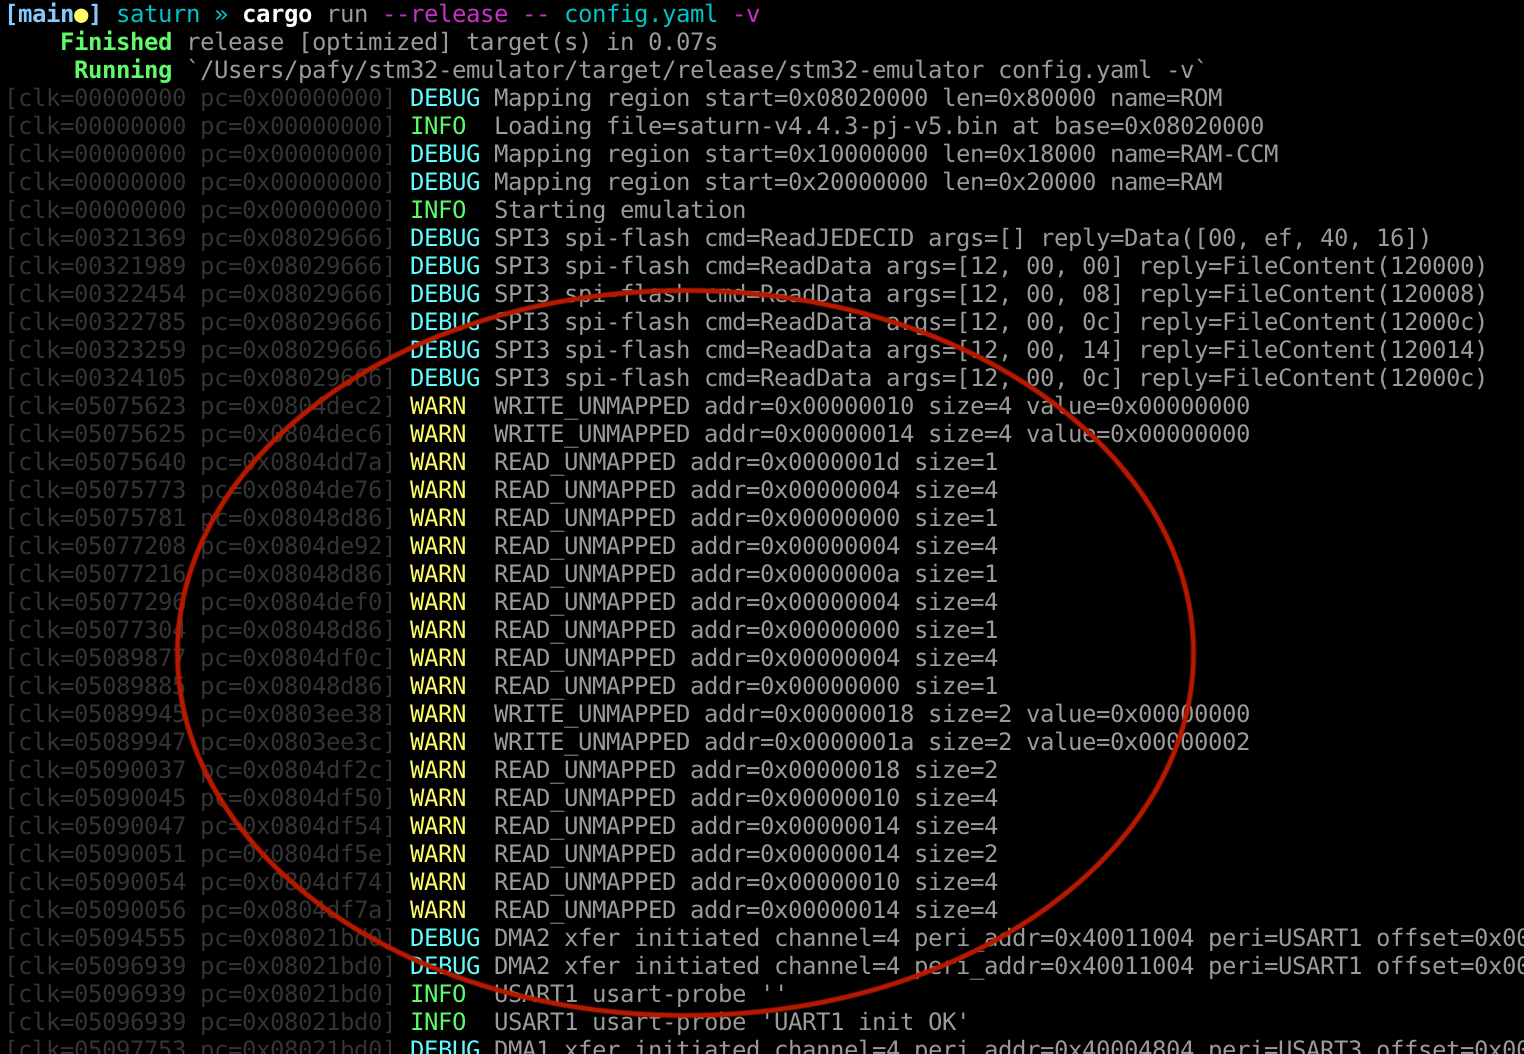 [main●] saturn » cargo run --release -- config.yaml -v
Finished release [optimized] target(s) in 0.07s
Running `/Users/pafy/stm32-emulator/target/release/stm32-emulator config.yaml -v`
[clk=00000000 pc=0x00000000] DEBUG Mapping region start=0x08020000 len=0x80000 name=ROM
[clk=00000000 pc=0x00000000] INFO Loading file=saturn-v4.4.3-pj-v5.bin at base=0x08020000
[clk=00000000 pc=0x00000000] DEBUG Mapping region start=0x10000000 len=0x18000 name=RAM-CCM
[clk=00000000 pc=0x00000000] DEBUG Mapping region start=0x20000000 len=0x20000 name=RAM
[clk=00000000 pc=0x00000000] INFO Starting emulation
[clk=00321369 pc=0x08029666] DEBUG SPI3 spi-flash cmd=ReadJEDECID args=[] reply=Data([00, ef, 40, 16])
[clk=00321989 pc=0x08029666] DEBUG SPI3 spi-flash cmd=ReadData args=[12, 00, 00] reply=FileContent(120000)
[clk=00322454 pc=0x08029666] DEBUG SPI3 spi-flash cmd=ReadData args=[12, 00, 08] reply=FileContent(120008)
pc=0x08029666] DEBUG SPI3 spi-flash cmd=ReadData args=[12, 00, 0c] reply=FileContent(12000c)
pc=0x08029666] DEBUG SPI3 spi-flash cmd=ReadData args=[12, 00, 14] reply=FileContent(120014)
[clk=00324105 pc=0x08029666] DEBUG SPI3 spi-flash cmd=ReadData args=[12, 00, 0c] reply=FileContent(12000c)
[clk=05075623 WARN WRITE_UNMAPPED addr=0x00000010 size=4 value=0x00000000
[clk=05075625 WARN WRITE_UNMAPPED addr=0x00000014 size=4 value=0x00000000
[clk=05075640 pc=0x0804dd7a] WARN READ_UNMAPPED addr=0x0000001d size=1
[clk=05075773 pc=0x0804de76] WARN READ_UNMAPPED addr=0x00000004 size=4
[clk=05075781 pc=0x08048d86] WARN READ_UNMAPPED addr=0x00000000 size=1
[clk=05077208 pc=0x0804de92] WARN READ_UNMAPPED addr=0x00000004 size=4
[clk=05077216 pc=0x08048d86] WARN READ_UNMAPPED addr=0x0000000a size=1
[clk=05077296 pc=0x0804def0] WARN READ_UNMAPPED addr=0x00000004 size=4
[clk=05077304 pc=0x08048d86] WARN READ_UNMAPPED addr=0x00000000 size=1
[clk=05089877 pc=0x0804df0c] WARN READ_UNMAPPED addr=0x00000004 size=4
[clk=05089885 pc=0x08048d86] WARN READ_UNMAPPED addr=0x00000000 size=1
[clk=05089945 pc=0x0803ee38] WARN WRITE_UNMAPPED addr=0x00000018 size=2 value=0x00000000
[clk=05089947 pc=0x0803ee3c] WARN WRITE_UNMAPPED addr=0x0000001a size=2 value=0x00000002
[clk=05090037 pc=0x0804df2c] WARN READ_UNMAPPED addr=0x00000018 size=2
[clk=05090045 pc=0x0804df50] WARN READ_UNMAPPED addr=0x00000010 size=4
[clk=05090047 pc=0x0804df54] WARN READ_UNMAPPED addr=0x00000014 size=4
[clk=05090051 pc=0x0804df5e] WARN READ_UNMAPPED addr=0x00000014 size=2
[clk=05090054 pc=0x0804df74] WARN READ_UNMAPPED addr=0x00000010 size=4
[clk=05090056 pc=0x0804df7a] WARN READ_UNMAPPED addr=0x00000014 size=4
[clk=05094555 pc=0x08021bd0] DEBUG DMA2 xfer initiated channel=4 peri_addr=0x40011004 peri=USART1 offset=0x00
pc=0x08021bd0] DEBUG DMA2 xfer initiated channel=4 peri_addr=0x40011004 peri=USART1 offset=0x00
[clk=05096939 pc=0x08021bd0] INFO USART1 usart-probe ''
[clk=05096939 pc=0x08021bd0] INFO USART1 usart-probe 'UART1 init OK'
[clk=05097753 pc=0x08021bd0] DEBUG DMA1 xfer initiated channel=4 peri_addr=0x40004804 peri=USART3 offset=0x00